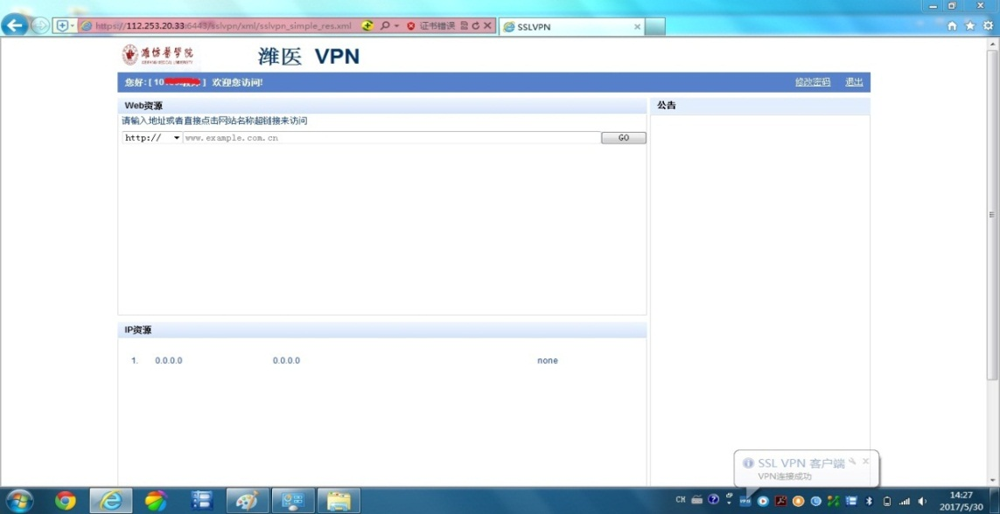 https://112.253.20.33:6443/sslvpn/xml/sslvpn_simple_res.xml 证书错误 SSLVPN
潍坊醫學院
WEIFANG MEDICAL UNIVERSITY
潍医 VPN
您好:[ 10 ] 欢迎您访问! 修改密码 退出
Web资源 公告
请输入地址或者直接点击网站名称超链接来访问
http:// www.example.com.cn GO
IP资源
1. 0.0.0.0 0.0.0.0 none
SSL VPN 客户端
VPN连接成功
CH 14:27
2017/5/30